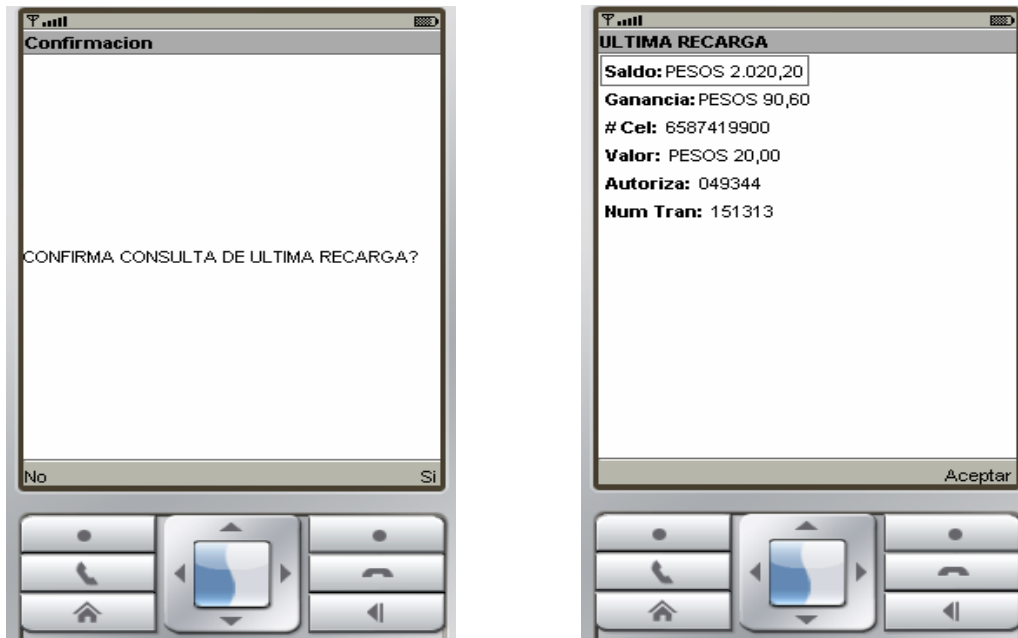 Confirmacion
CONFIRMA CONSULTA DE ULTIMA RECARGA?
No
Si
ULTIMA RECARGA
Saldo: PESOS 2.020,20
Ganancia: PESOS 90,60
# Cel: 6587419900
Valor: PESOS 20,00
Autoriza: 049344
Num Tran: 151313
Aceptar